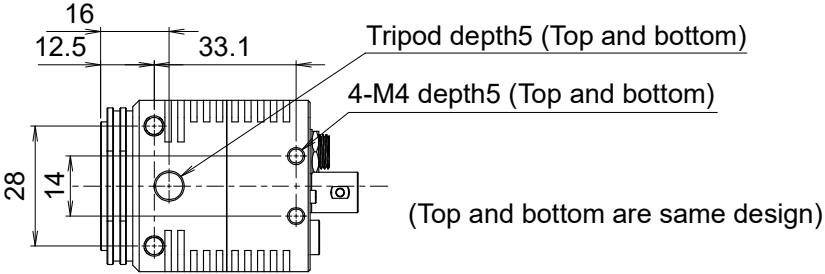 16
12.5 33.1
Tripod depth5 (Top and bottom)
4-M4 depth5 (Top and bottom)
28
14
(Top and bottom are same design)